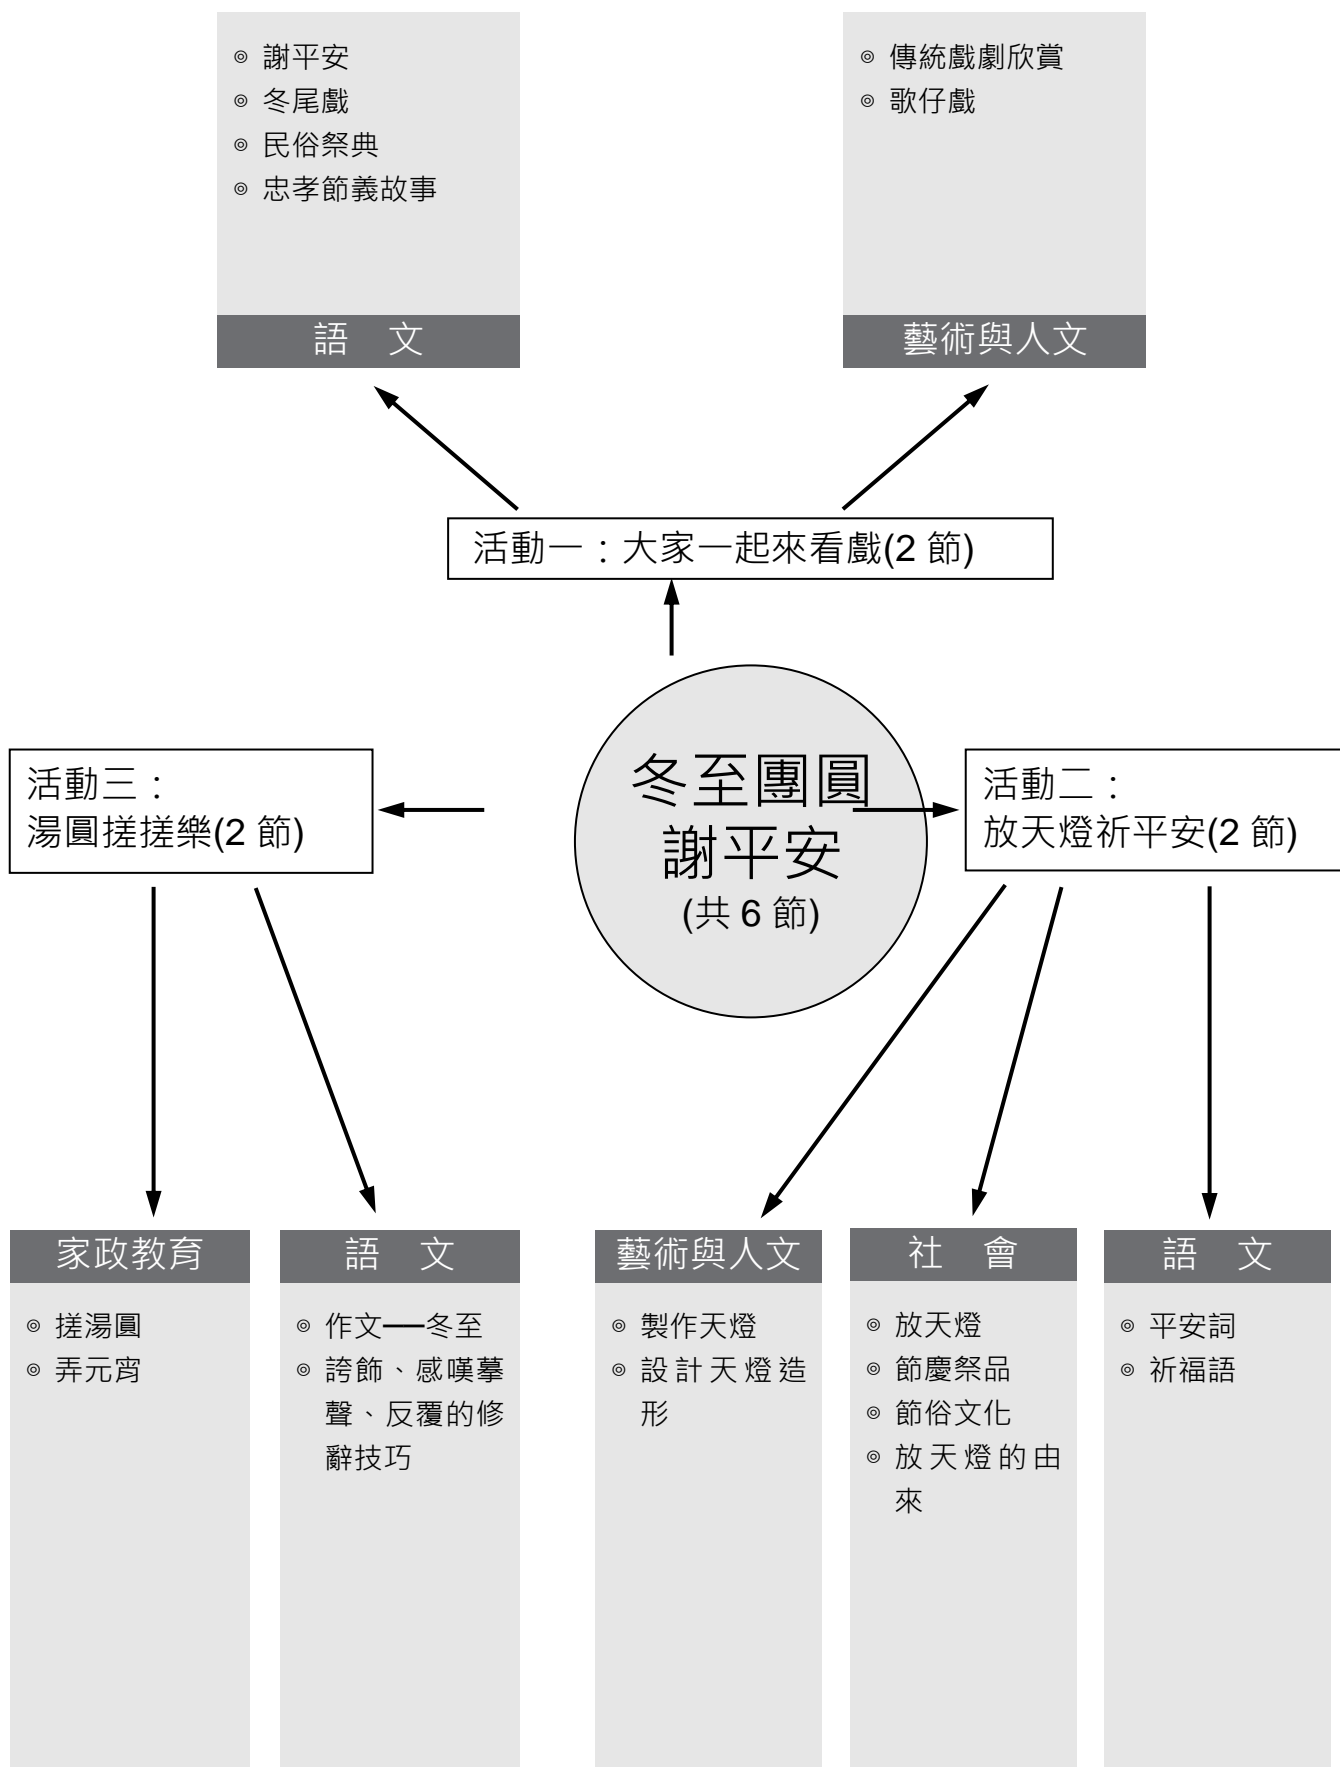 ◎ 謝平安
◎ 冬尾戲
◎ 民俗祭典
◎ 忠孝節義故事
語　文
◎ 傳統戲劇欣賞
◎ 歌仔戲
藝術與人文
活動一：大家一起來看戲(2 節)
冬至團圓
謝平安
(共 6 節)
活動三：
湯圓搓搓樂(2 節)
活動二：
放天燈祈平安(2 節)
家政教育
◎ 搓湯圓
◎ 弄元宵
語　文
◎ 作文──冬至
◎ 誇飾、感嘆摹
聲、反覆的修
辭技巧
藝術與人文
◎ 製作天燈
◎ 設計天燈造
形
社　會
◎ 放天燈
◎ 節慶祭品
◎ 節俗文化
◎ 放天燈的由
來
語　文
◎ 平安詞
◎ 祈福語